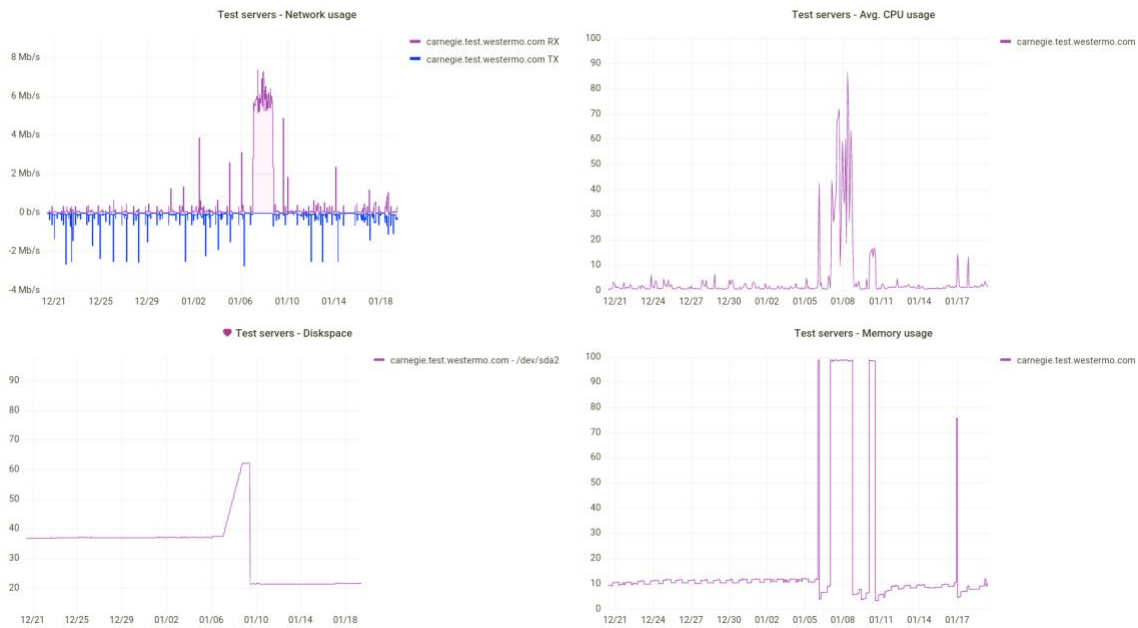 Test servers - Network usage
carnegie.test.westermo.com RX
carnegie.test.westermo.com TX
8 Mb/s
6 Mb/s
4 Mb/s
2 Mb/s
0 b/s
-2 Mb/s
-4 Mb/s
12/21 12/25 12/29 01/02 01/06 01/10 01/14 01/18
Test servers - Avg. CPU usage
carnegie.test.westermo.com
100
90
80
70
60
50
40
30
20
10
0
12/21 12/24 12/27 12/30 01/02 01/05 01/08 01/11 01/14 01/17
Test servers - Diskspace
carnegie.test.westermo.com - /dev/sda2
90
80
70
60
50
40
30
20
12/21 12/25 12/29 01/02 01/06 01/10 01/14 01/18
Test servers - Memory usage
carnegie.test.westermo.com
100
90
80
70
60
50
40
30
20
10
0
12/21 12/24 12/27 12/30 01/02 01/05 01/08 01/11 01/14 01/17